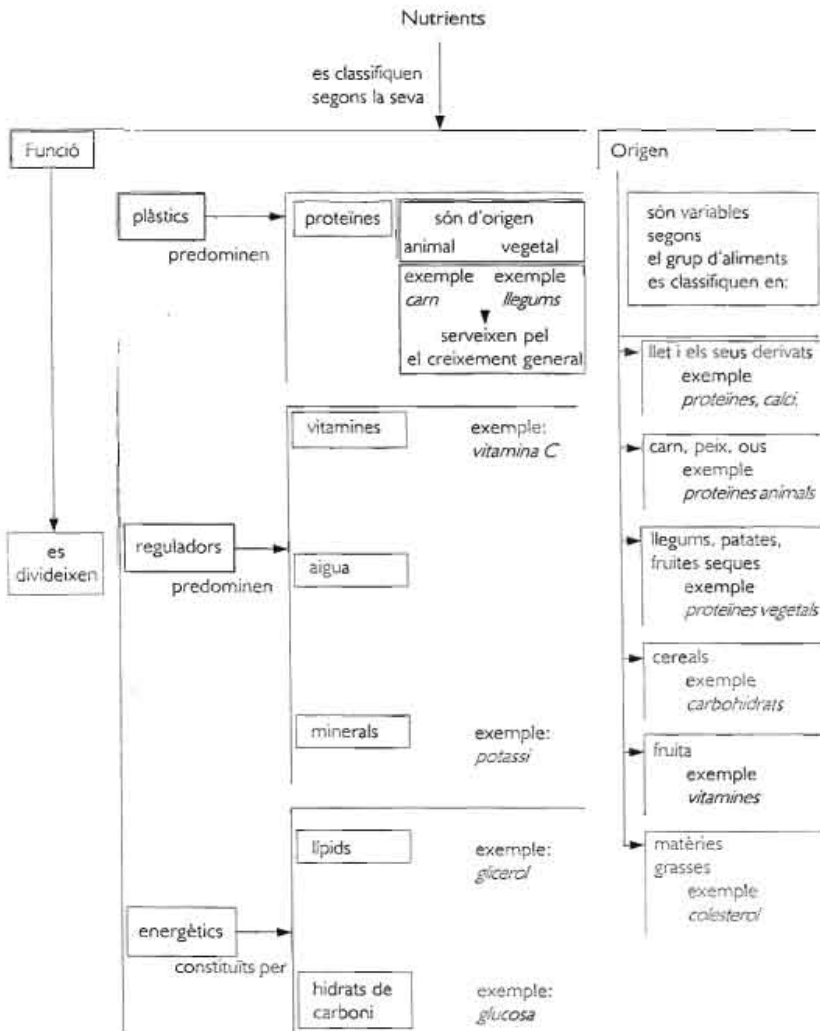 Nutrients
es classifiquen
segons la seva
Funció
Origen
plàstics
predominen
proteïnes
són d'origen
animal vegetal
exemple exemple
carn llegums
serveixen pel
el creixement general
es
divideixen
reguladors
predominen
vitamines
exemple:
vitamina C
aigua
minerals
exemple:
potassi
energètics
constituïts per
lípids
exemple:
glicerol
hidrats de
carboni
exemple:
glucosa
són variables
segons
el grup d'aliments
es classifiquen en:
llet i els seus derivats
exemple
proteïnes, calci.
carn, peix, ous
exemple
proteïnes animals
llegums, patates,
fruites seques
exemple
proteïnes vegetals
cereals
exemple
carbohidrats
fruita
exemple
vitamines
matèries
grasses
exemple
colesterol